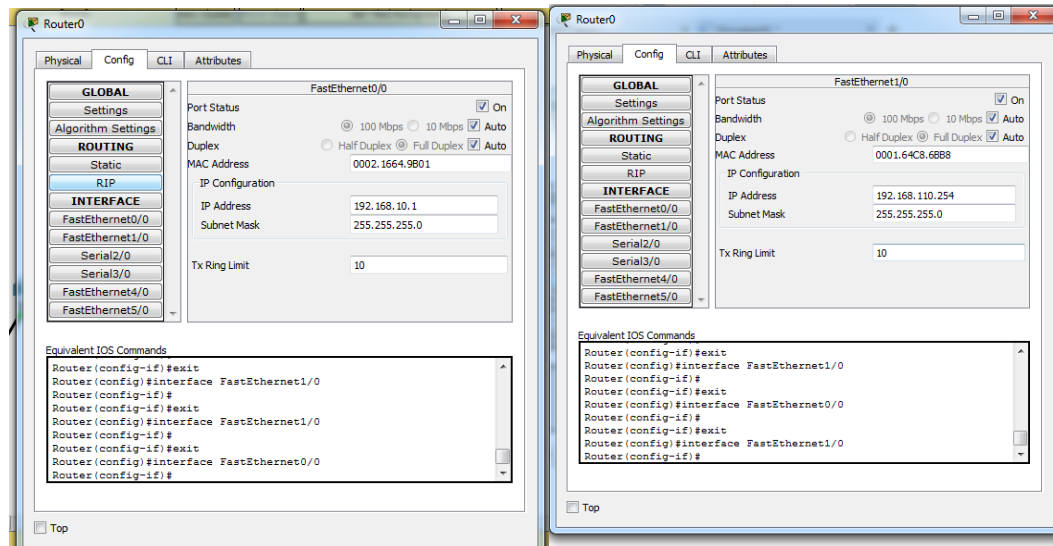 Router0
Physical Config CLI Attributes
GLOBAL
Settings
Algorithm Settings
ROUTING
Static
RIP
INTERFACE
FastEthernet0/0
FastEthernet1/0
Serial2/0
Serial3/0
FastEthernet4/0
FastEthernet5/0
FastEthernet0/0
Port Status On
Bandwidth 100 Mbps 10 Mbps Auto
Duplex Half Duplex Full Duplex Auto
MAC Address 0002.1664.9B01
IP Configuration
IP Address 192.168.10.1
Subnet Mask 255.255.255.0
Tx Ring Limit 10
Equivalent IOS Commands
Router(config-if)#exit
Router(config)#interface FastEthernet1/0
Router(config-if)#
Router(config-if)#exit
Router(config)#interface FastEthernet1/0
Router(config-if)#
Router(config-if)#exit
Router(config)#interface FastEthernet0/0
Router(config-if)#
Top
Router0
Physical Config CLI Attributes
GLOBAL
Settings
Algorithm Settings
ROUTING
Static
RIP
INTERFACE
FastEthernet0/0
FastEthernet1/0
Serial2/0
Serial3/0
FastEthernet4/0
FastEthernet5/0
FastEthernet1/0
Port Status On
Bandwidth 100 Mbps 10 Mbps Auto
Duplex Half Duplex Full Duplex Auto
MAC Address 0001.64C8.6BB8
IP Configuration
IP Address 192.168.110.254
Subnet Mask 255.255.255.0
Tx Ring Limit 10
Equivalent IOS Commands
Router(config-if)#exit
Router(config)#interface FastEthernet1/0
Router(config-if)#
Router(config-if)#exit
Router(config)#interface FastEthernet0/0
Router(config-if)#
Router(config-if)#exit
Router(config)#interface FastEthernet1/0
Router(config-if)#
Top